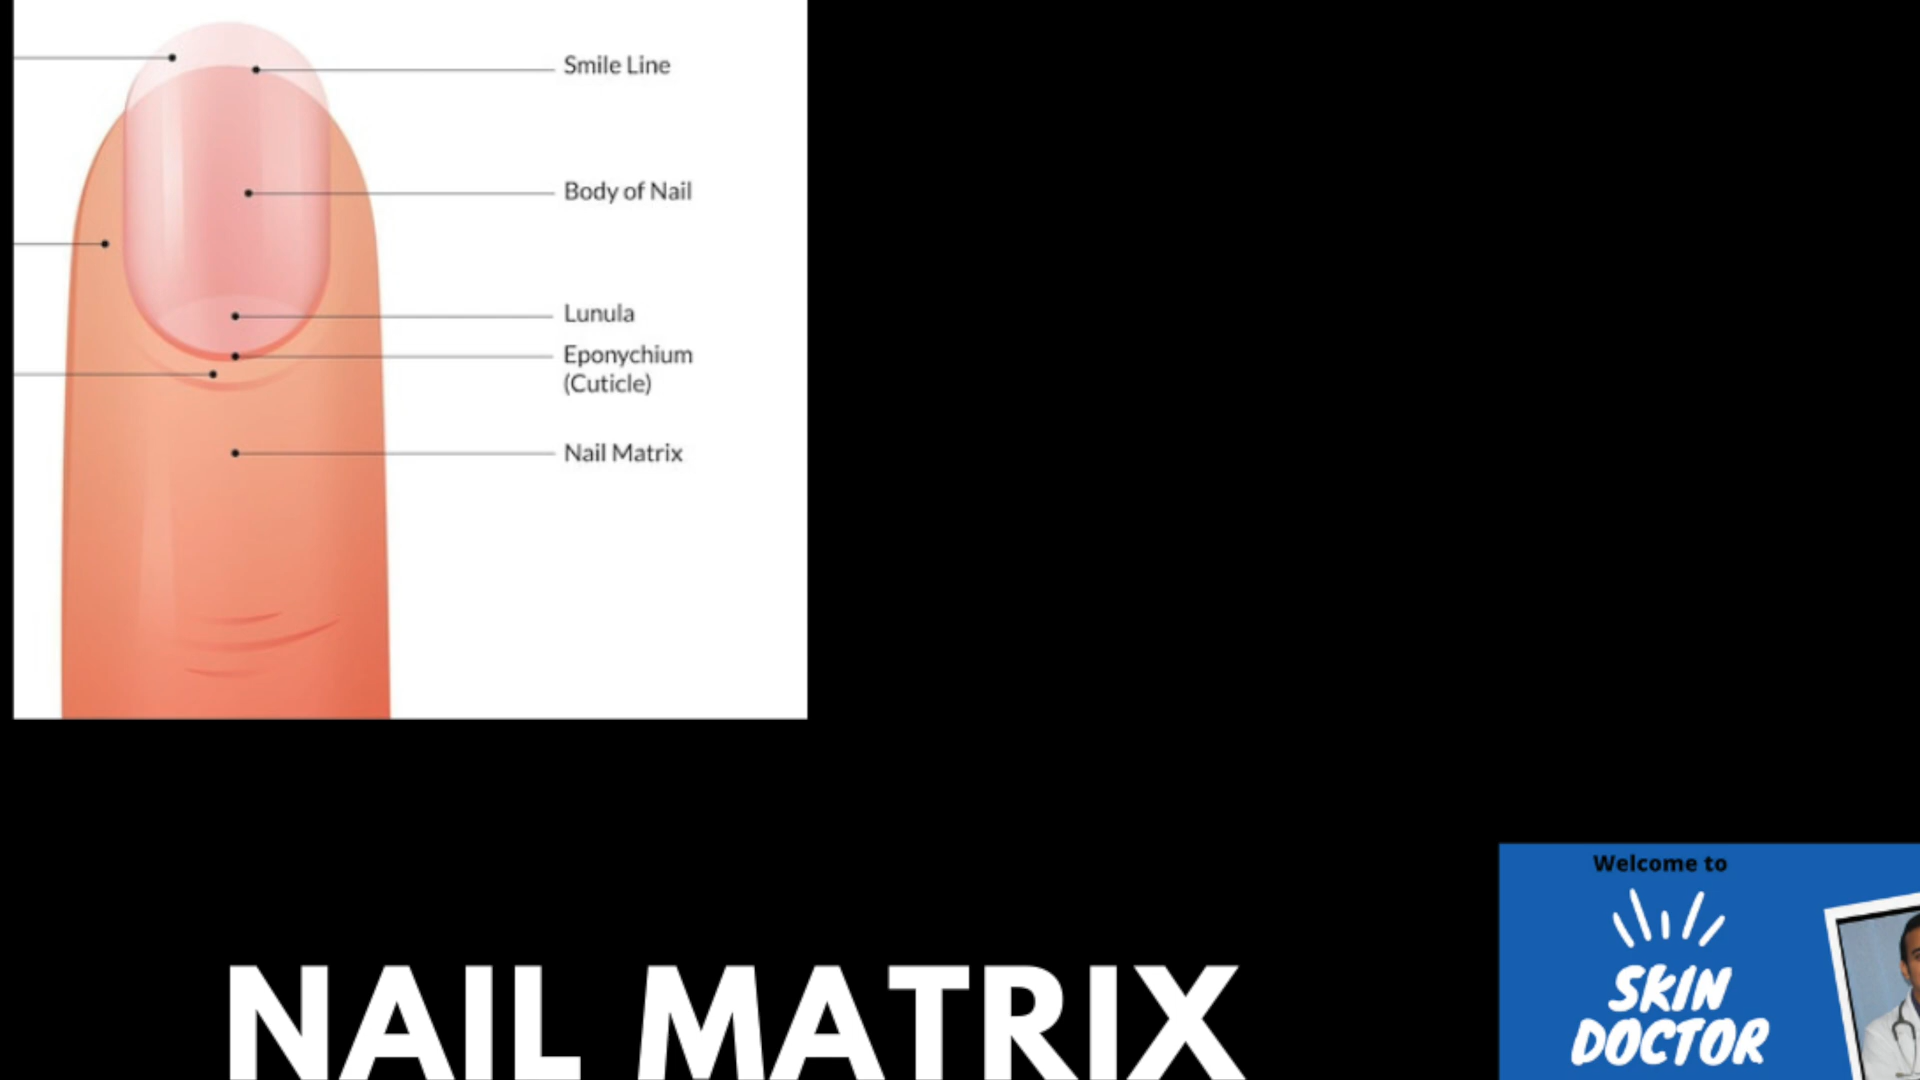 Smile Line
Body of Nail
Lunula
Eponychium
(Cuticle)
Nail Matrix
Welcome to
SKIN
DOCTOR
NAIL MATRIX